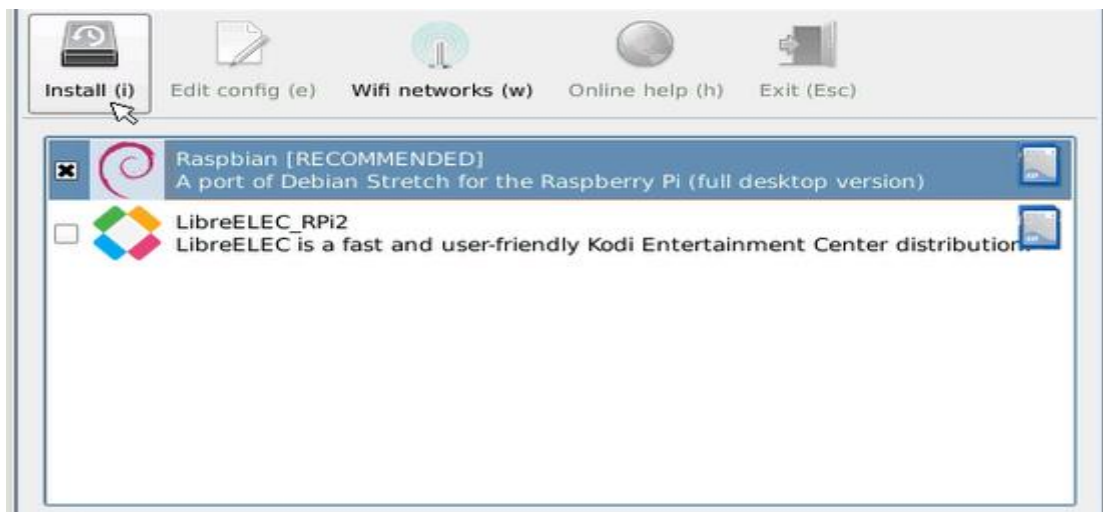 Install (i)
Edit config (e)
Wifi networks (w)
Online help (h)
Exit (Esc)
Raspbian [RECOMMENDED]
A port of Debian Stretch for the Raspberry Pi (full desktop version)
LibreELEC_RPi2
LibreELEC is a fast and user-friendly Kodi Entertainment Center distribution.